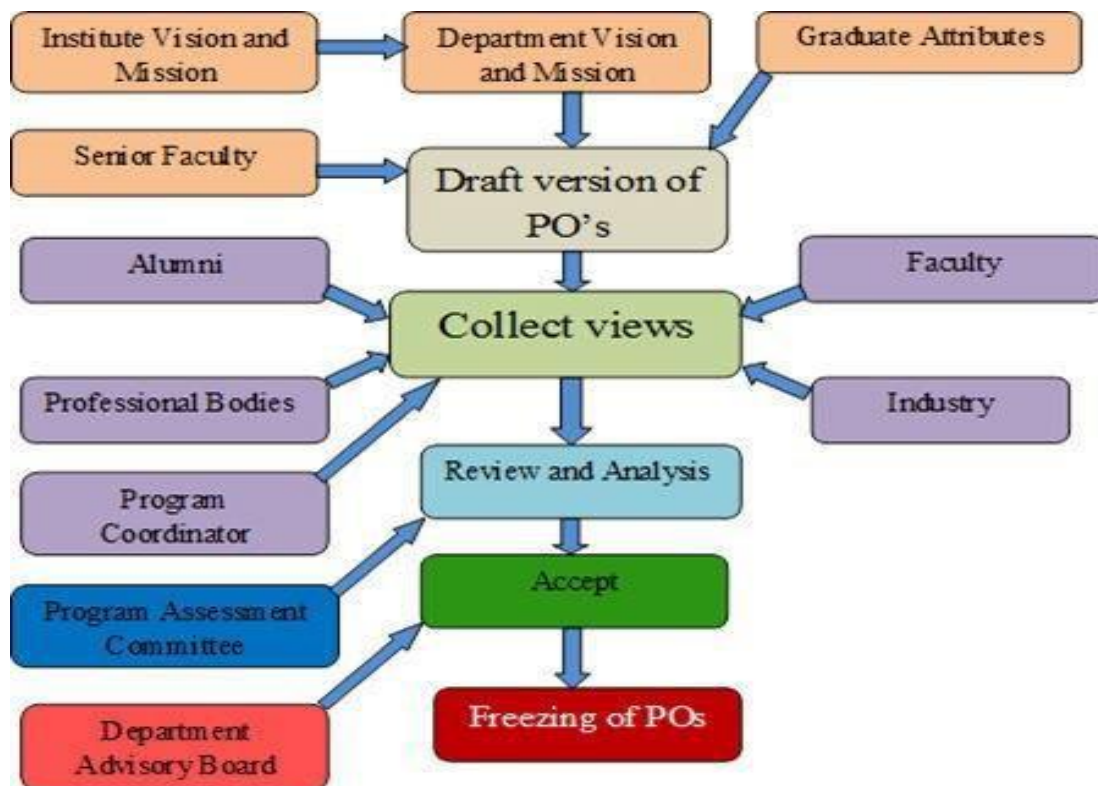 Institute Vision and
Mission
Department Vision
and Mission
Graduate Attributes
Senior Faculty
Draft version of
PO’s
Alumni
Faculty
Collect views
Professional Bodies
Industry
Review and Analysis
Program
Coordinator
Accept
Program Assessment
Committee
Freezing of POs
Department
Advisory Board